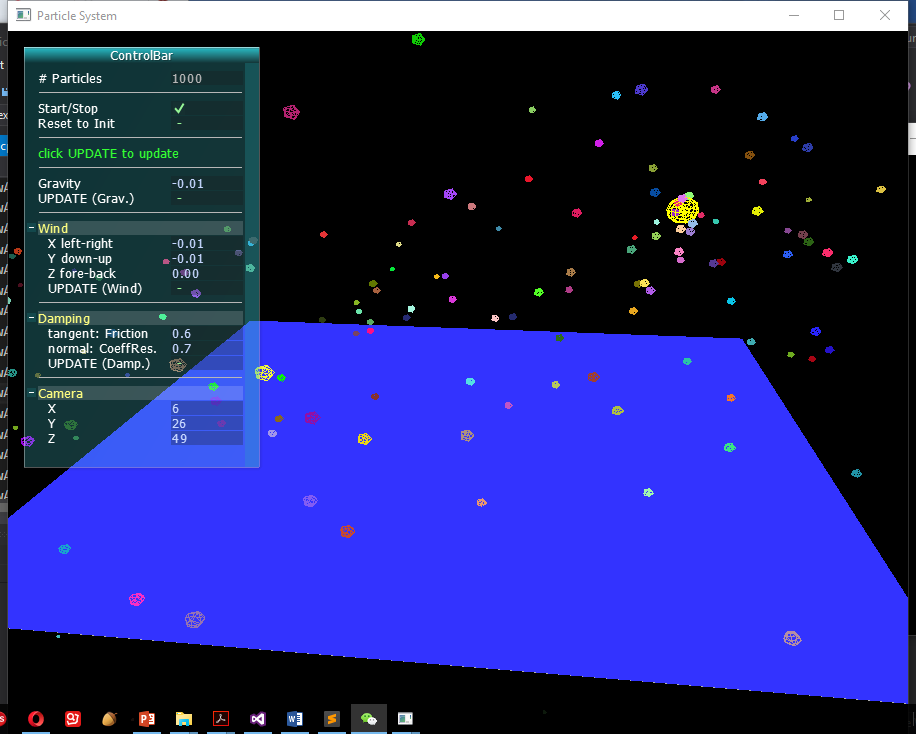 Particle System
ControlBar
# Particles 1000
Start/Stop ✓
Reset to Init -
click UPDATE to update
Gravity -0.01
UPDATE (Grav.) -
- Wind
X left-right -0.01
Y down-up -0.01
Z fore-back 0.00
UPDATE (Wind) -
- Damping
tangent: Friction 0.6
normal: CoeffRes. 0.7
UPDATE (Damp.) -
- Camera
X 6
Y 26
Z 49